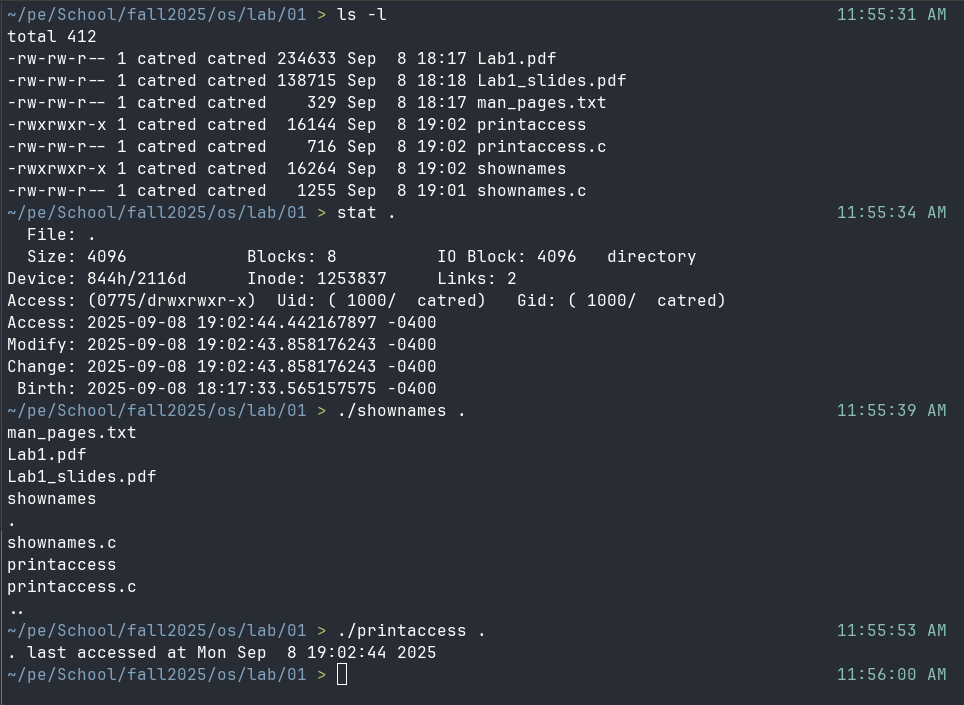 ~/pe/School/fall2025/os/lab/01 > ls -l 11:55:31 AM
total 412
-rw-rw-r-- 1 catred catred 234633 Sep  8 18:17 Lab1.pdf
-rw-rw-r-- 1 catred catred 138715 Sep  8 18:18 Lab1_slides.pdf
-rw-rw-r-- 1 catred catred    329 Sep  8 18:17 man_pages.txt
-rwxrwxr-x 1 catred catred  16144 Sep  8 19:02 printaccess
-rw-rw-r-- 1 catred catred    716 Sep  8 19:02 printaccess.c
-rwxrwxr-x 1 catred catred  16264 Sep  8 19:02 shownames
-rw-rw-r-- 1 catred catred   1255 Sep  8 19:01 shownames.c
~/pe/School/fall2025/os/lab/01 > stat . 11:55:34 AM
  File: .
  Size: 4096            Blocks: 8          IO Block: 4096   directory
Device: 844h/2116d      Inode: 1253837     Links: 2
Access: (0775/drwxrwxr-x)  Uid: ( 1000/  catred)   Gid: ( 1000/  catred)
Access: 2025-09-08 19:02:44.442167897 -0400
Modify: 2025-09-08 19:02:43.858176243 -0400
Change: 2025-09-08 19:02:43.858176243 -0400
 Birth: 2025-09-08 18:17:33.565157575 -0400
~/pe/School/fall2025/os/lab/01 > ./shownames . 11:55:39 AM
man_pages.txt
Lab1.pdf
Lab1_slides.pdf
shownames
.
shownames.c
printaccess
printaccess.c
..
~/pe/School/fall2025/os/lab/01 > ./printaccess . 11:55:53 AM
. last accessed at Mon Sep  8 19:02:44 2025
~/pe/School/fall2025/os/lab/01 > 11:56:00 AM